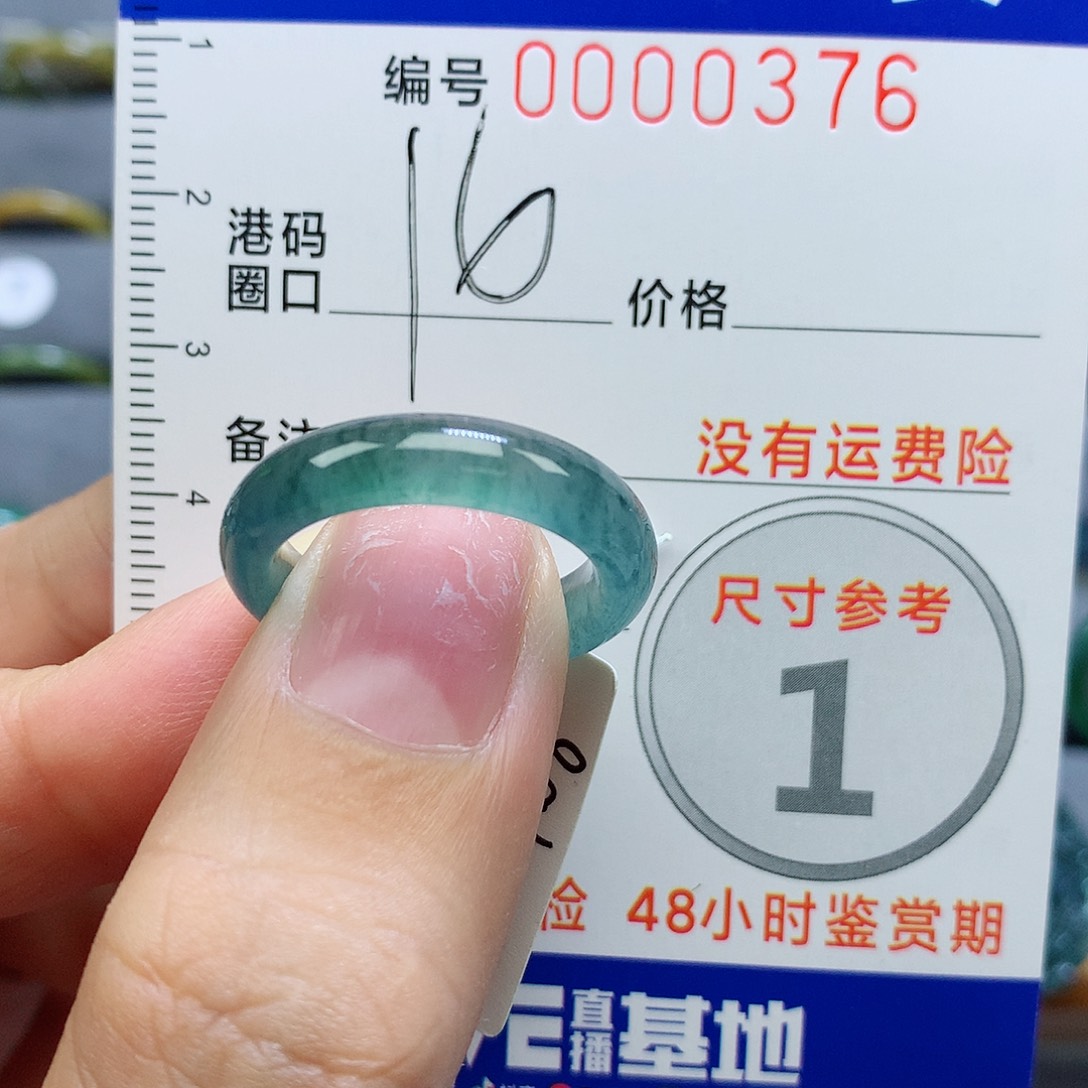 编号 0000376
1
2
3
4
港码
圈口 16 价格
备注
没有运费险
尺寸参考
1
检 48小时鉴赏期
直播基地